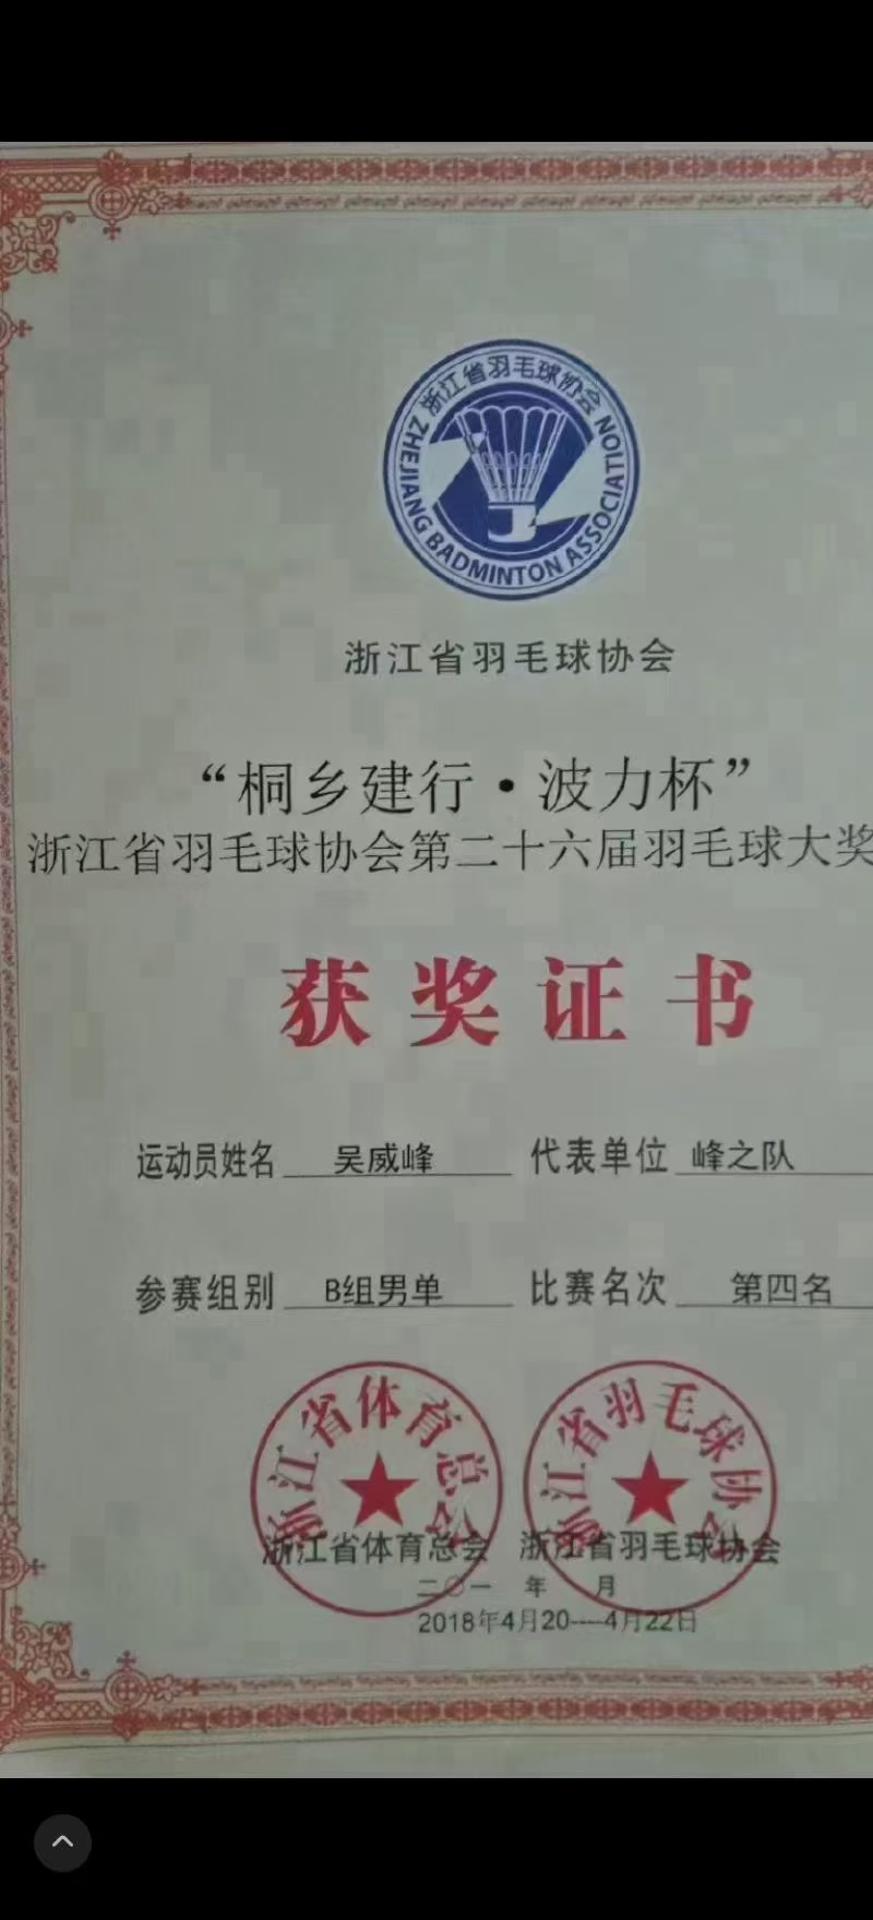 浙江省羽毛球协会
ZHEJIANG BADMINTON ASSOCIATION
浙江省羽毛球协会
“桐乡建行·波力杯”
浙江省羽毛球协会第二十六届羽毛球大奖
获奖证书
运动员姓名 吴威峰 代表单位 峰之队
参赛组别 B组男单 比赛名次 第四名
浙江省体育总会 浙江省羽毛球协会
浙江省体育总会 浙江省羽毛球协会
二〇一 年 月
2018年4月20----4月22日